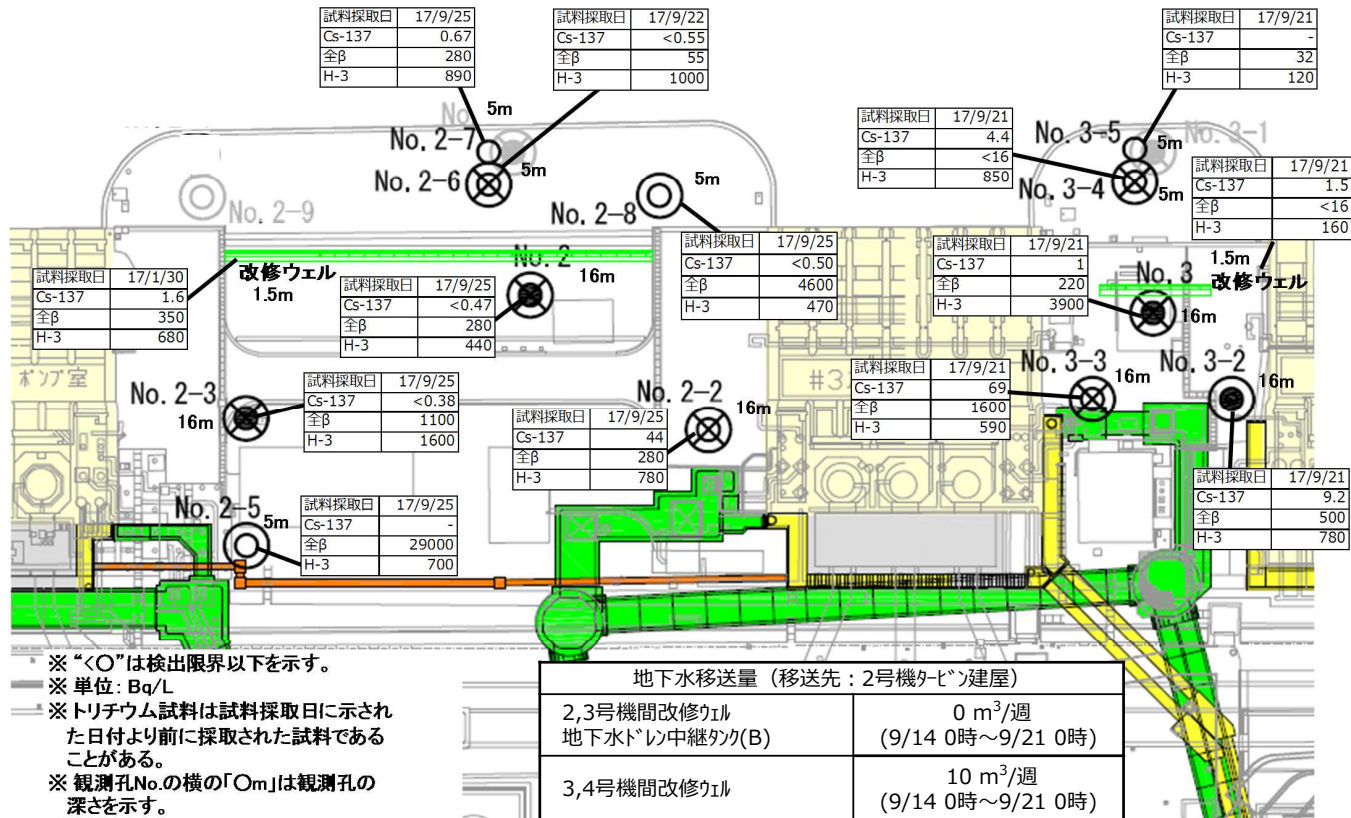 試料採取日 17/9/25
Cs-137 0.67
全β 280
H-3 890
試料採取日 17/9/22
Cs-137 <0.55
全β 55
H-3 1000
試料採取日 17/9/21
Cs-137 -
全β 32
H-3 120
試料採取日 17/9/21
Cs-137 4.4
全β <16
H-3 850
試料採取日 17/9/21
Cs-137 1.5
全β <16
H-3 160
No 5m
No. 2-7
5m
No. 2-6
No. 2-9
No. 2-8
5m
No. 3-5
No. 3-1
No. 3-4
5m
試料採取日 17/1/30
Cs-137 1.6
全β 350
H-3 680
改修ウェル
1.5m
試料採取日 17/9/25
Cs-137 <0.47
全β 280
H-3 440
No. 2
16m
試料採取日 17/9/25
Cs-137 <0.50
全β 4600
H-3 470
試料採取日 17/9/21
Cs-137 1
全β 220
H-3 3900
1.5m
改修ウェル
No. 3
16m
ポンプ室
No. 2-3
16m
試料採取日 17/9/25
Cs-137 <0.38
全β 1100
H-3 1600
試料採取日 17/9/25
Cs-137 44
全β 280
H-3 780
No. 2-2
16m
#3
試料採取日 17/9/21
Cs-137 69
全β 1600
H-3 590
No. 3-3
16m
No. 3-2
16m
試料採取日 17/9/21
Cs-137 9.2
全β 500
H-3 780
No. 2-5
5m
試料採取日 17/9/25
Cs-137 -
全β 29000
H-3 700
※ “<○”は検出限界以下を示す。
※ 単位: Bq/L
※ トリチウム試料は試料採取日に示され
た日付より前に採取された試料である
ことがある。
※ 観測孔No.の横の「○m」は観測孔の
深さを示す。
地下水移送量（移送先：2号機タービン建屋）
2,3号機間改修ウェル
地下水ドレン中継タンク(B)
0 m³/週
(9/14 0時～9/21 0時)
3,4号機間改修ウェル
10 m³/週
(9/14 0時～9/21 0時)